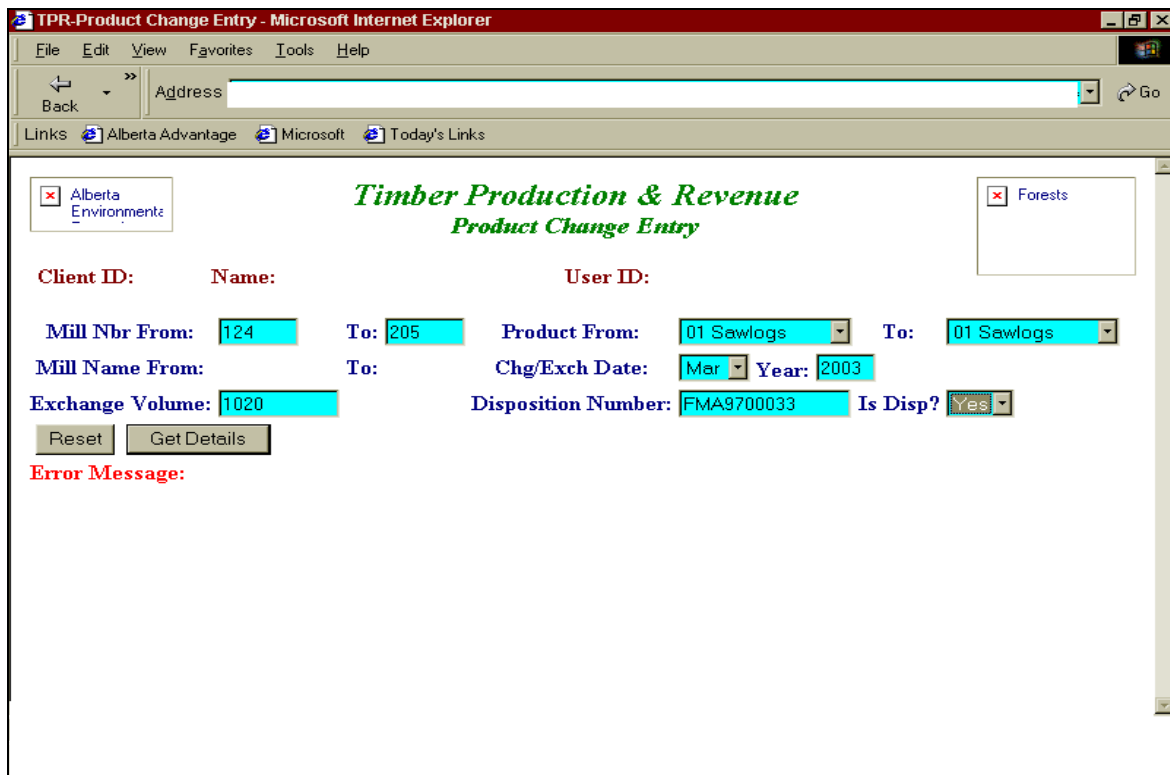 TPR-Product Change Entry - Microsoft Internet Explorer
File Edit View Favorites Tools Help
Back » Address Go
Links Alberta Advantage Microsoft Today's Links
Alberta
Environmenta
Timber Production & Revenue
Product Change Entry
Forests
Client ID: Name: User ID:
Mill Nbr From: 124 To: 205 Product From: 01 Sawlogs To: 01 Sawlogs
Mill Name From: To: Chg/Exch Date: Mar Year: 2003
Exchange Volume: 1020 Disposition Number: FMA9700033 Is Disp? Yes
Reset Get Details
Error Message: